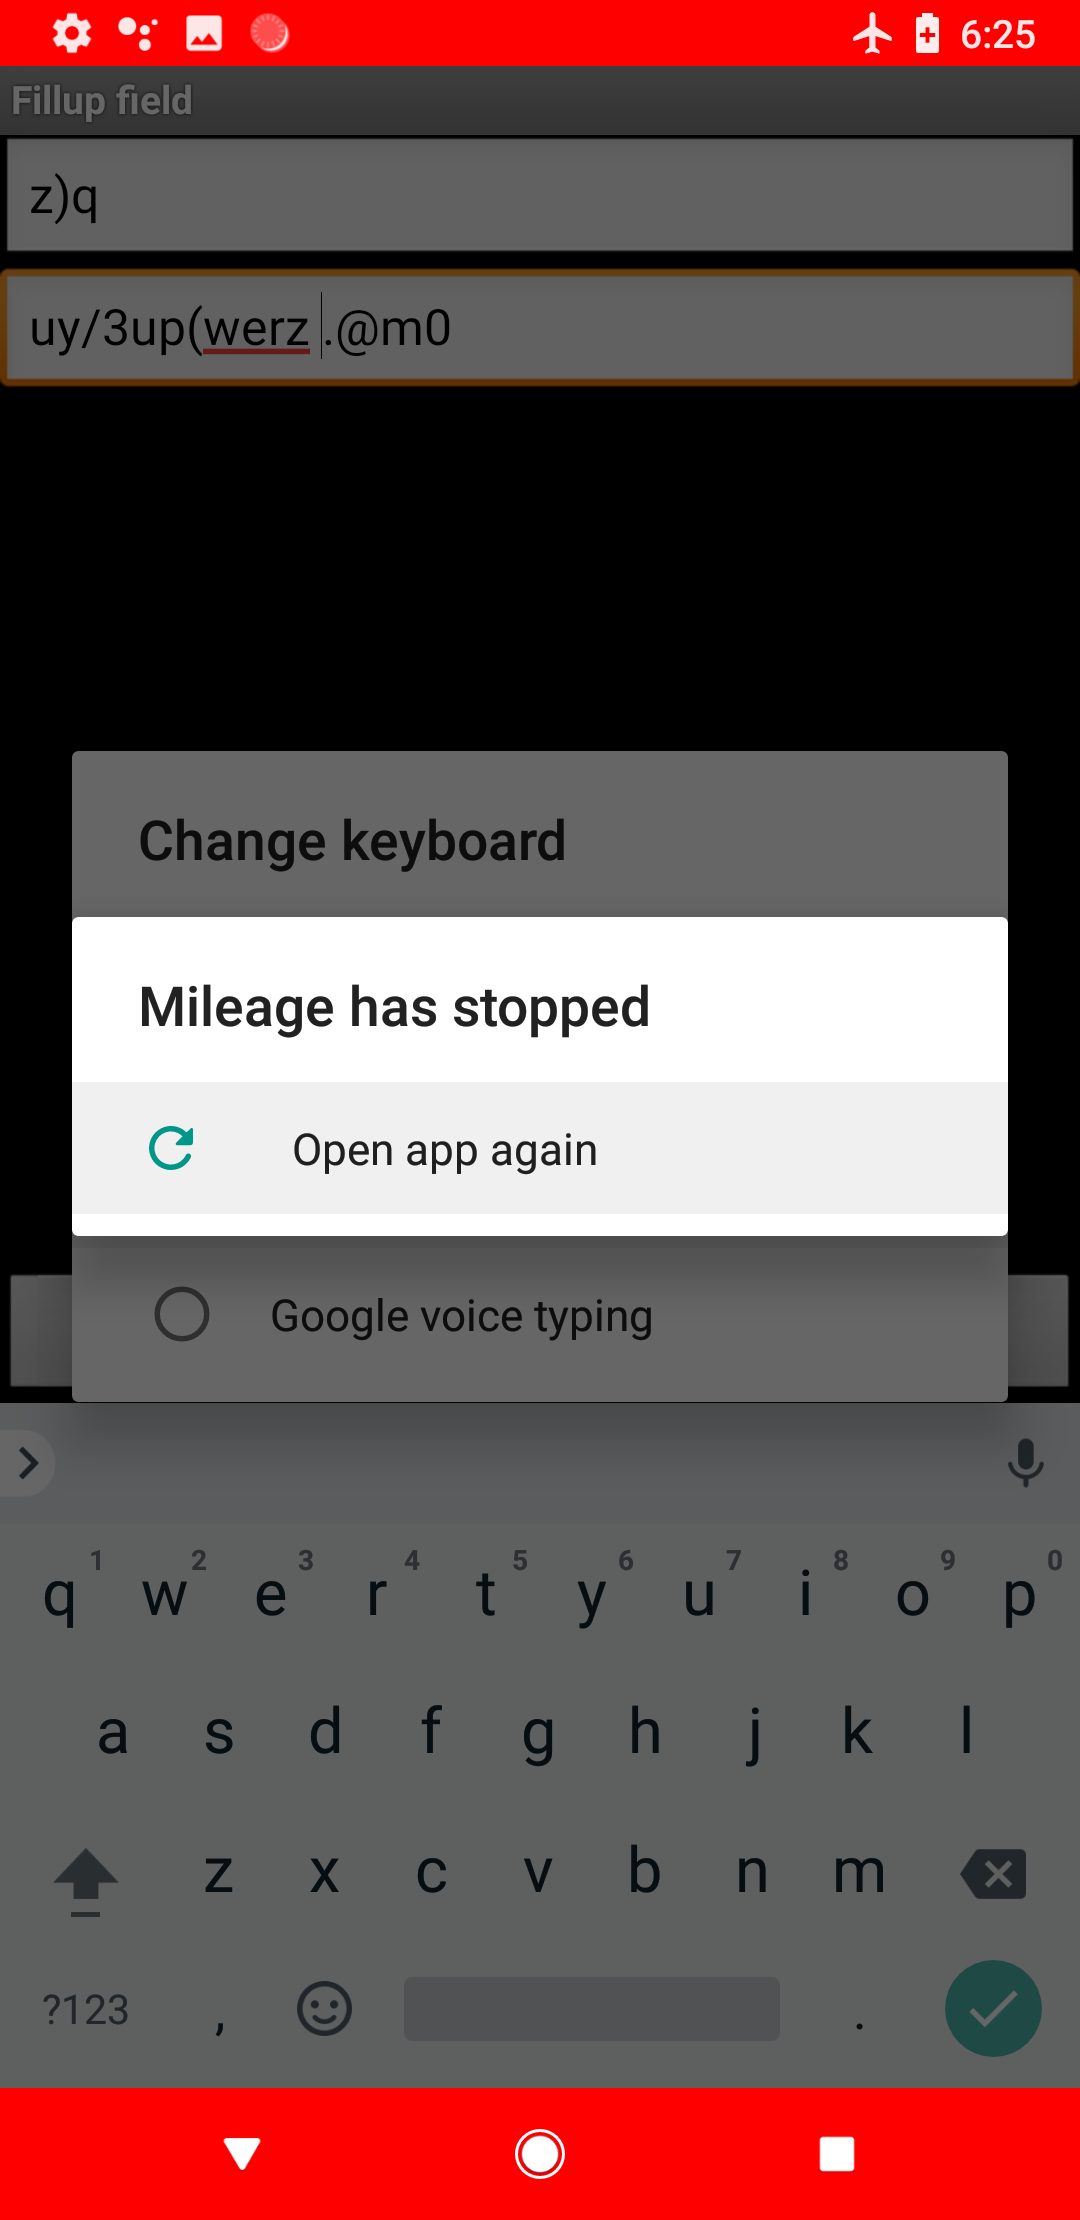 6:25
Fillup field
z)q
uy/3up(werz .@m0
Change keyboard
Mileage has stopped
Open app again
Google voice typing
1 2 3 4 5 6 7 8 9 0
q w e r t y u i o p
a s d f g h j k l
z x c v b n m
?123 , .